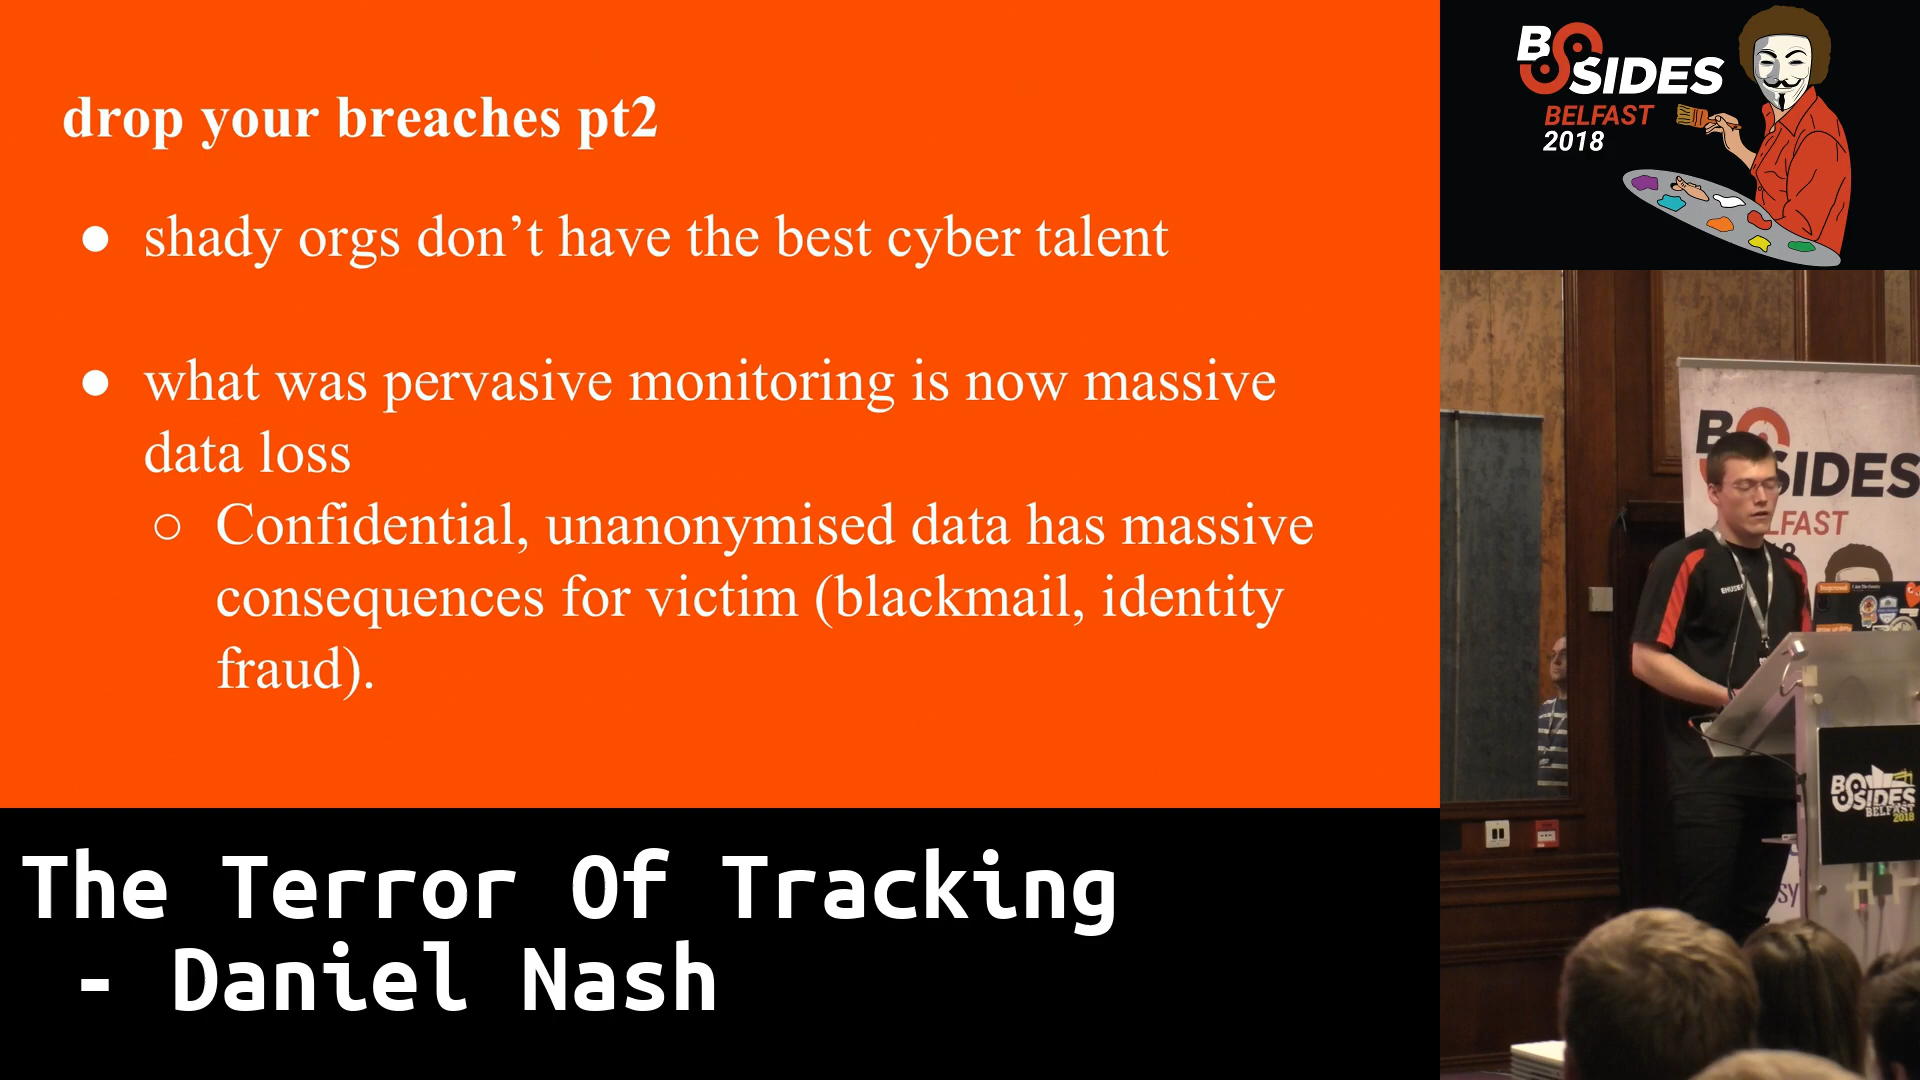 drop your breaches pt2
● shady orgs don’t have the best cyber talent
● what was pervasive monitoring is now massive
data loss
○ Confidential, unanonymised data has massive
consequences for victim (blackmail, identity
fraud).
The Terror Of Tracking
- Daniel Nash
BSIDES
BELFAST
2018
BSIDES
LFAST
BSIDES
BELFAST
2018